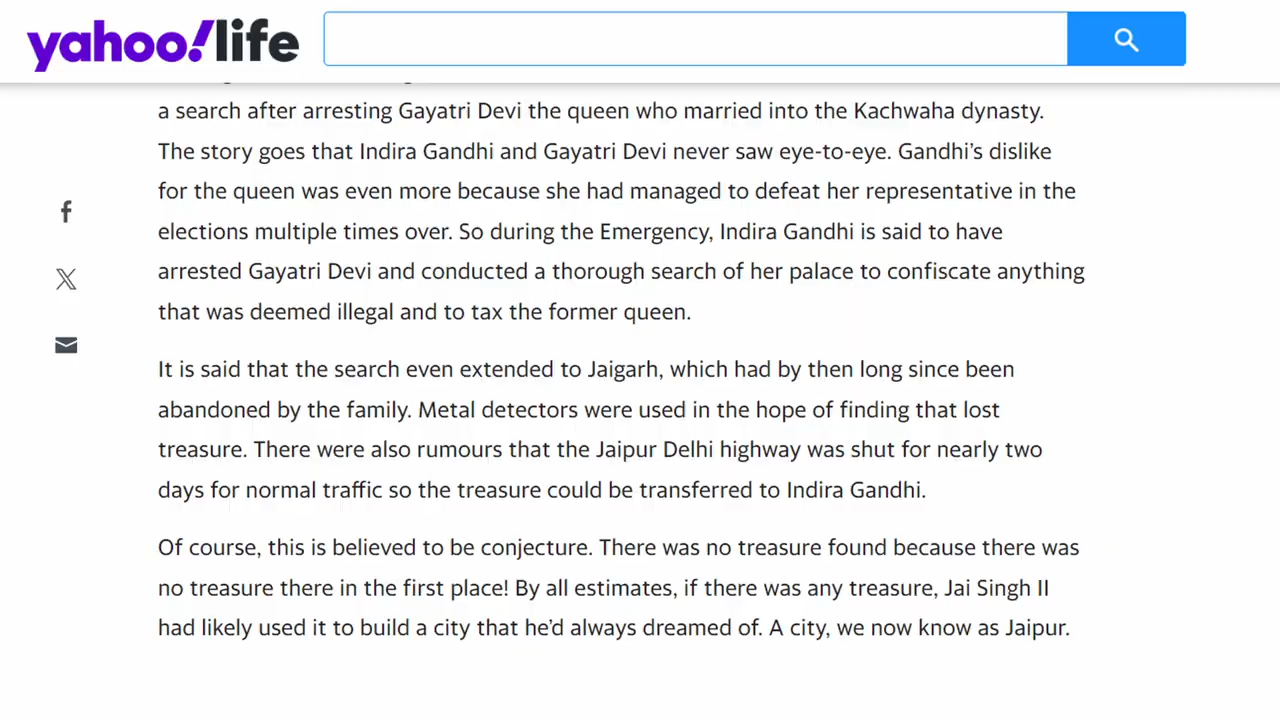 yahoo!life
a search after arresting Gayatri Devi the queen who married into the Kachwaha dynasty.
The story goes that Indira Gandhi and Gayatri Devi never saw eye-to-eye. Gandhi’s dislike
for the queen was even more because she had managed to defeat her representative in the
elections multiple times over. So during the Emergency, Indira Gandhi is said to have
arrested Gayatri Devi and conducted a thorough search of her palace to confiscate anything
that was deemed illegal and to tax the former queen.
It is said that the search even extended to Jaigarh, which had by then long since been
abandoned by the family. Metal detectors were used in the hope of finding that lost
treasure. There were also rumours that the Jaipur Delhi highway was shut for nearly two
days for normal traffic so the treasure could be transferred to Indira Gandhi.
Of course, this is believed to be conjecture. There was no treasure found because there was
no treasure there in the first place! By all estimates, if there was any treasure, Jai Singh II
had likely used it to build a city that he’d always dreamed of. A city, we now know as Jaipur.